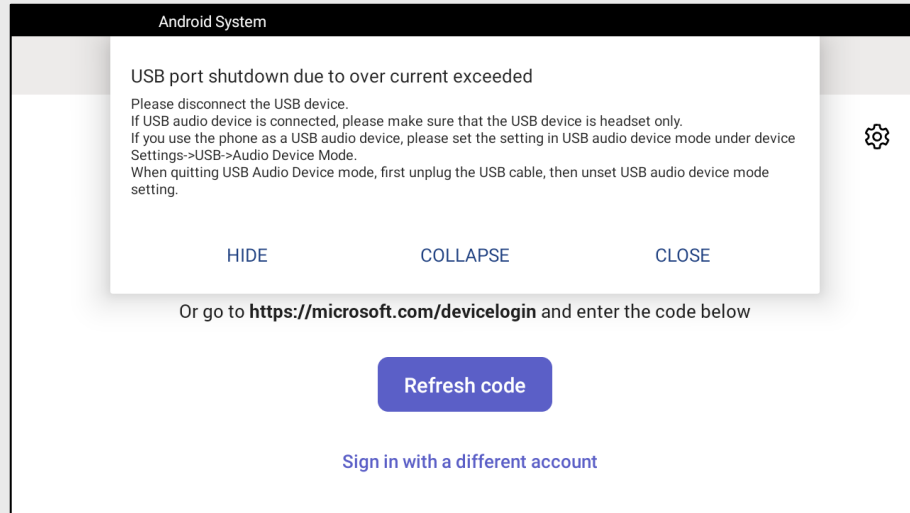 Android System
USB port shutdown due to over current exceeded
Please disconnect the USB device.
If USB audio device is connected, please make sure that the USB device is headset only.
If you use the phone as a USB audio device, please set the setting in USB audio device mode under device
Settings->USB->Audio Device Mode.
When quitting USB Audio Device mode, first unplug the USB cable, then unset USB audio device mode
setting.
HIDE COLLAPSE CLOSE
Or go to https://microsoft.com/devicelogin and enter the code below
Refresh code
Sign in with a different account